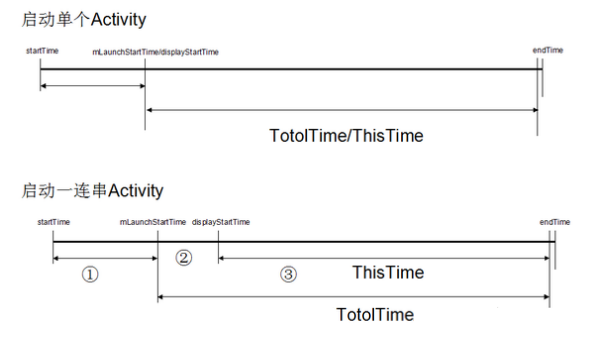 启动单个Activity
startTime mLaunchStartTime/displayStartTime endTime
TotolTime/ThisTime
启动一连串Activity
startTime mLaunchStartTime displayStartTime endTime
① ② ③ ThisTime
TotolTime